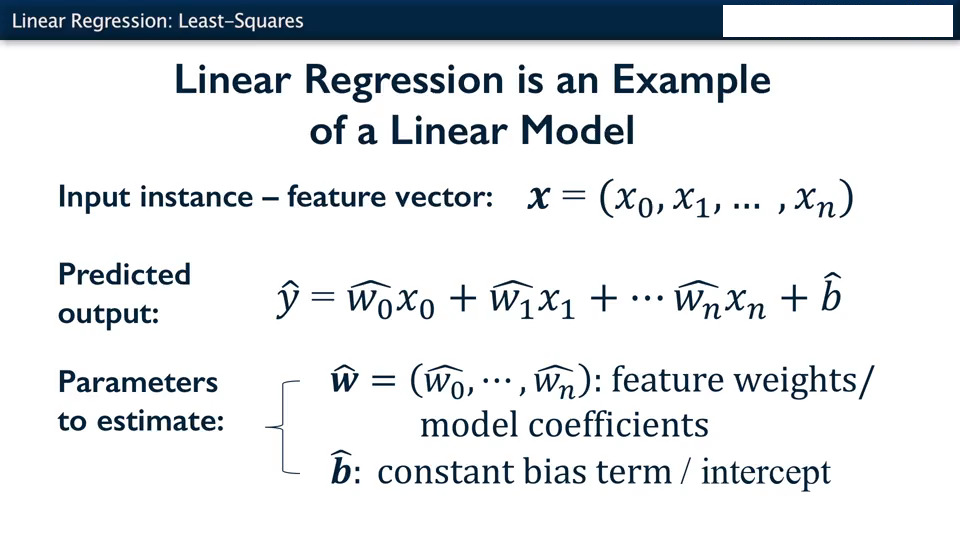 Linear Regression: Least-Squares
Linear Regression is an Example
of a Linear Model
Input instance – feature vector: 𝒙 = (x₀, x₁, … , xₙ)
Predicted
output:
ŷ = ŵ₀x₀ + ŵ₁x₁ + ⋯ ŵₙxₙ + b̂
Parameters
to estimate:
ŵ = (ŵ₀, ⋯ , ŵₙ): feature weights/
model coefficients
b̂: constant bias term / intercept